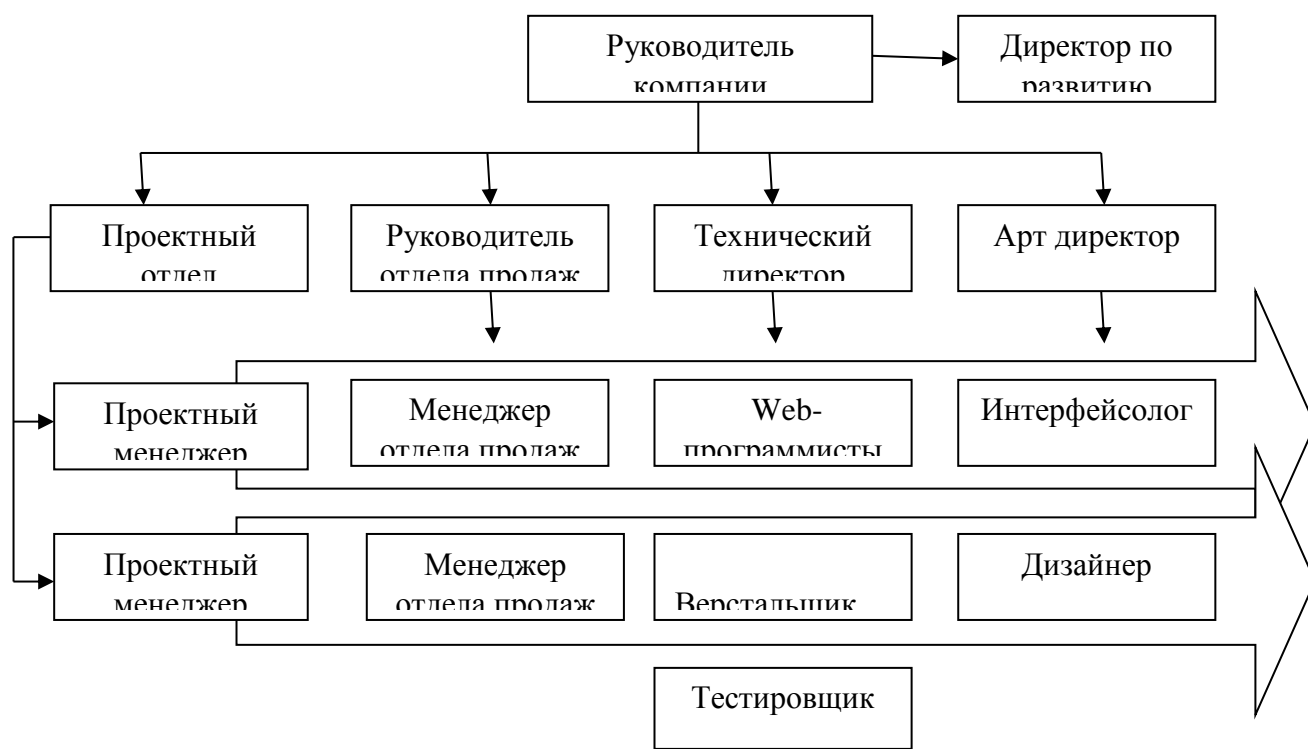 Руководитель
компании
Директор по
развитию
Проектный
отдел
Руководитель
отдела продаж
Технический
директор
Арт директор
Проектный
менеджер
Менеджер
отдела продаж
Web-
программисты
Интерфейсолог
Проектный
менеджер
Менеджер
отдела продаж
Верстальщик
Дизайнер
Тестировщик